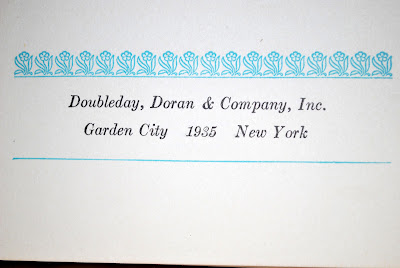 Doubleday, Doran & Company, Inc.
Garden City 1935 New York